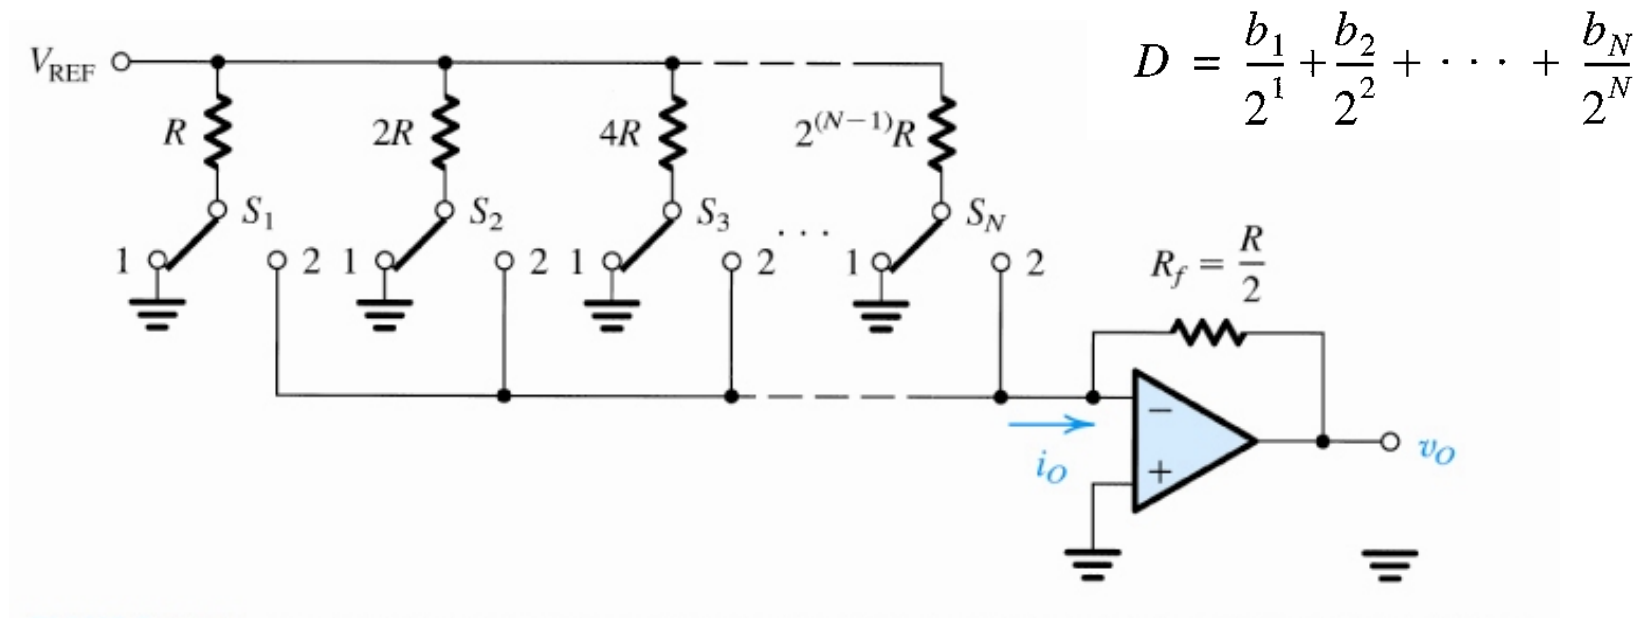 V_REF
D = b_1/2^1 + b_2/2^2 + · · · + b_N/2^N
R 2R 4R 2^(N−1)R
S_1 S_2 S_3 S_N
· · ·
1 2 1 2 1 2 1 2
R_f = R/2
−
i_O
+
v_O